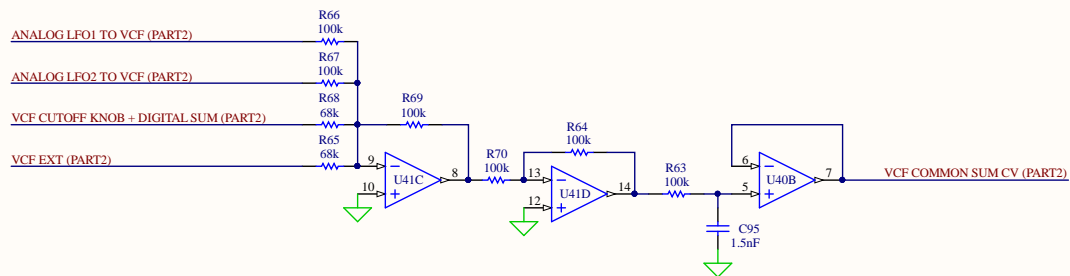 R66
100k
ANALOG LFO1 TO VCF (PART2)
R67
100k
ANALOG LFO2 TO VCF (PART2)
R68
68k
VCF CUTOFF KNOB + DIGITAL SUM (PART2)
R65
68k
VCF EXT (PART2)
R69
100k
9
8
10
U41C
R70
100k
R64
100k
13
14
12
U41D
R63
100k
C95
1.5nF
6
7
5
U40B
VCF COMMON SUM CV (PART2)